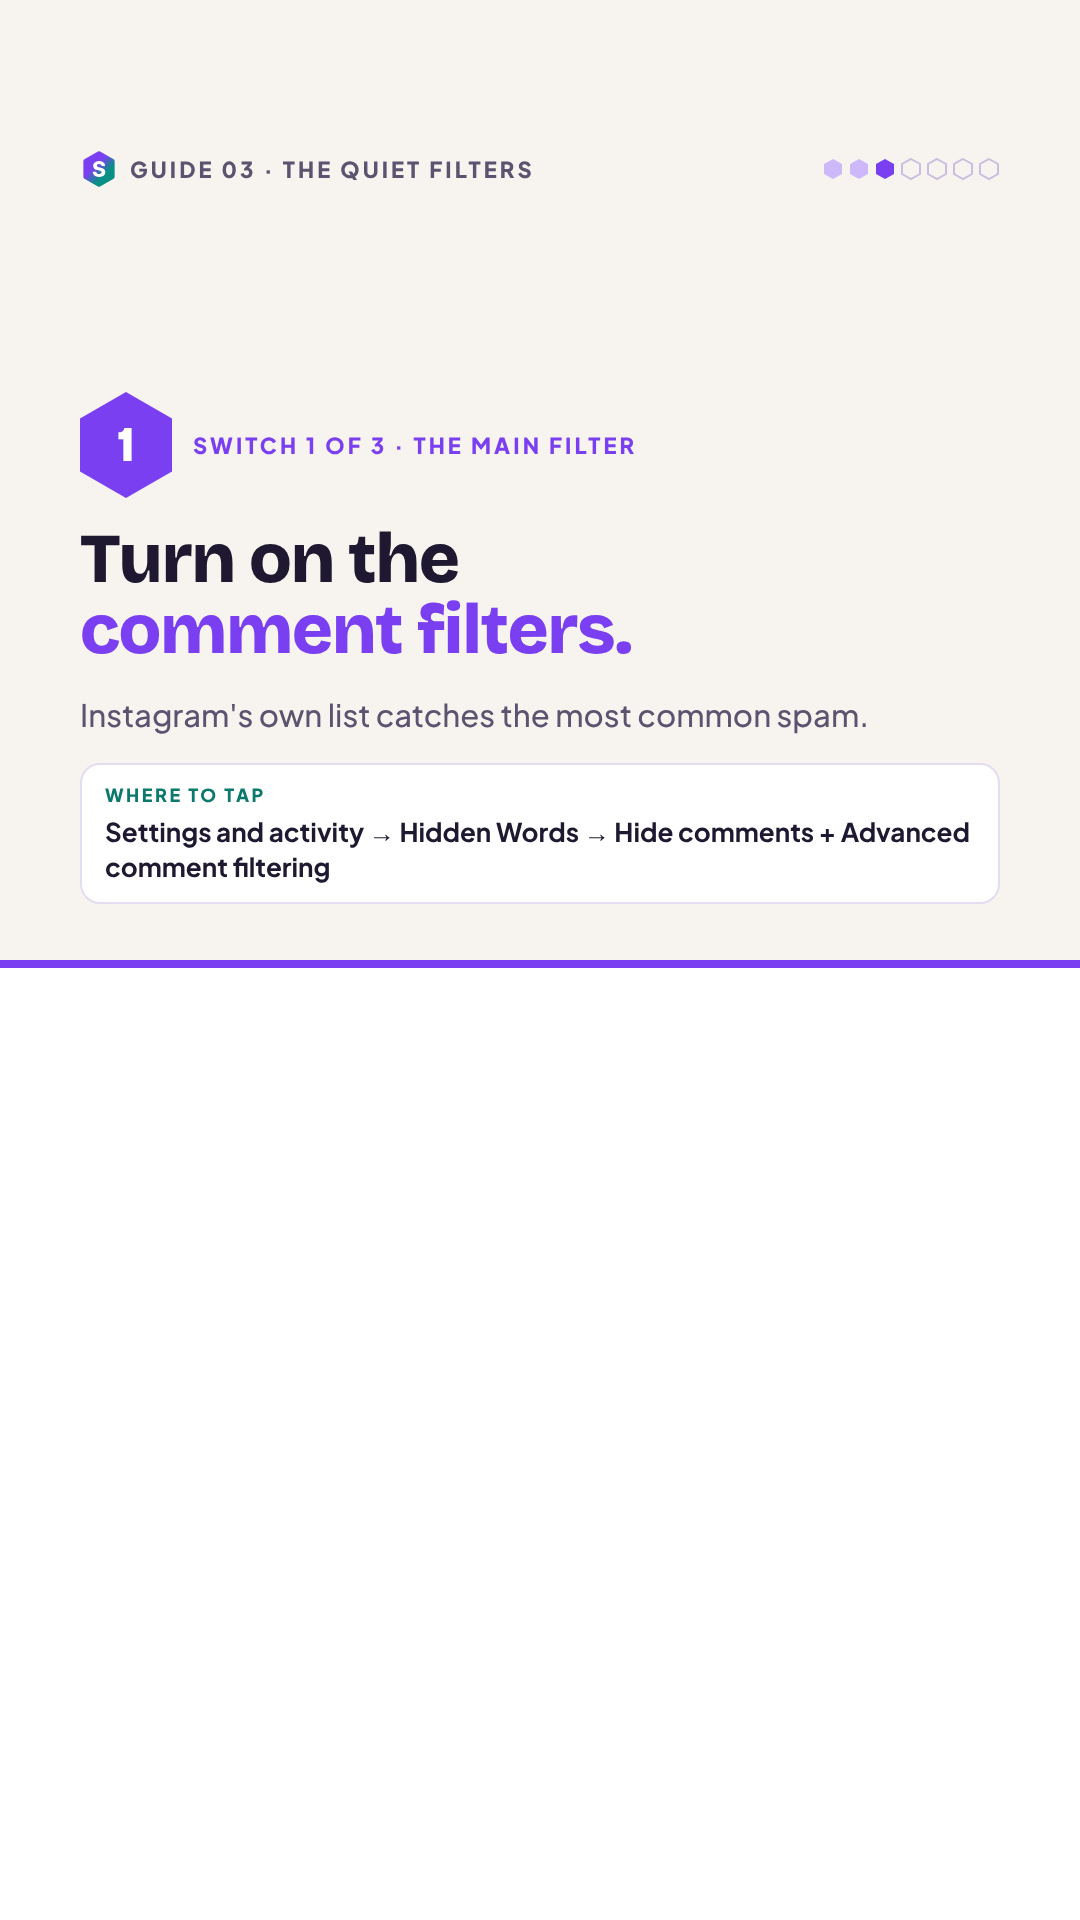 S GUIDE 03 · THE QUIET FILTERS
1
SWITCH 1 OF 3 · THE MAIN FILTER
Turn on the
comment filters.
Instagram's own list catches the most common spam.
WHERE TO TAP
Settings and activity → Hidden Words → Hide comments + Advanced
comment filtering